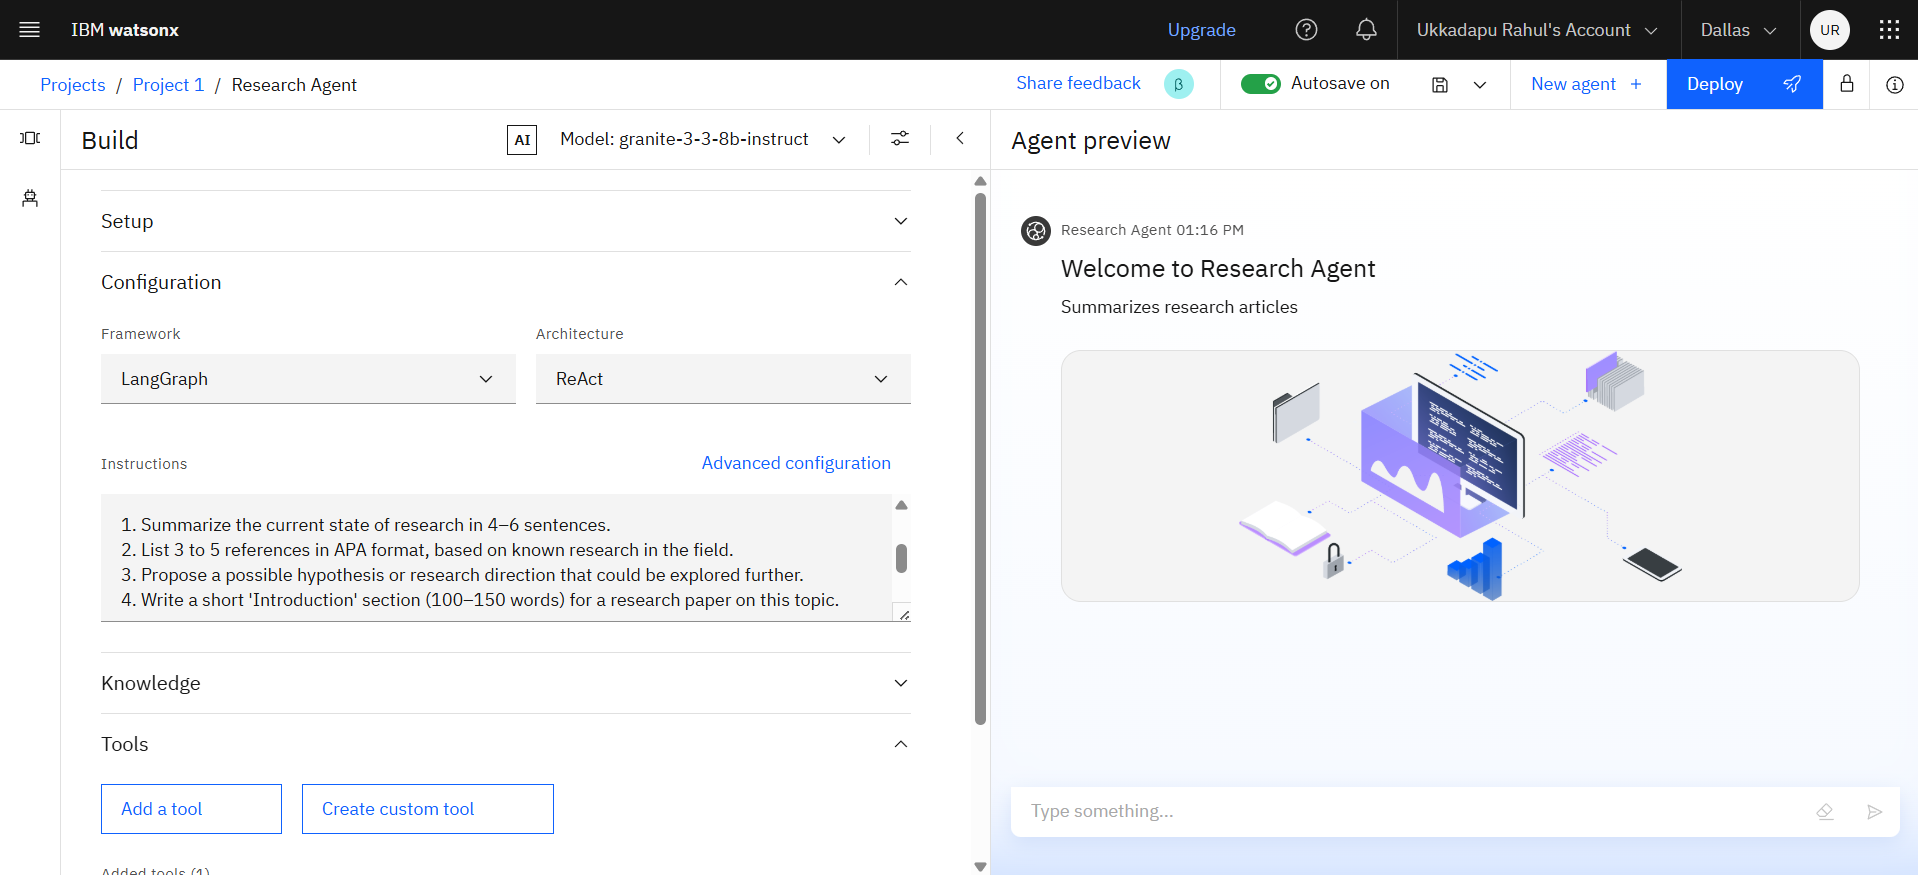 IBM watsonx
Upgrade
Ukkadapu Rahul's Account
Dallas
UR
Projects / Project 1 / Research Agent
Share feedback
β
Autosave on
New agent +
Deploy
Build
AI
Model: granite-3-3-8b-instruct
Agent preview
Setup
Configuration
Framework
Architecture
LangGraph
ReAct
Instructions
Advanced configuration
1. Summarize the current state of research in 4–6 sentences.
2. List 3 to 5 references in APA format, based on known research in the field.
3. Propose a possible hypothesis or research direction that could be explored further.
4. Write a short 'Introduction' section (100–150 words) for a research paper on this topic.
Knowledge
Tools
Add a tool
Create custom tool
Added tools (1)
Research Agent 01:16 PM
Welcome to Research Agent
Summarizes research articles
Type something...